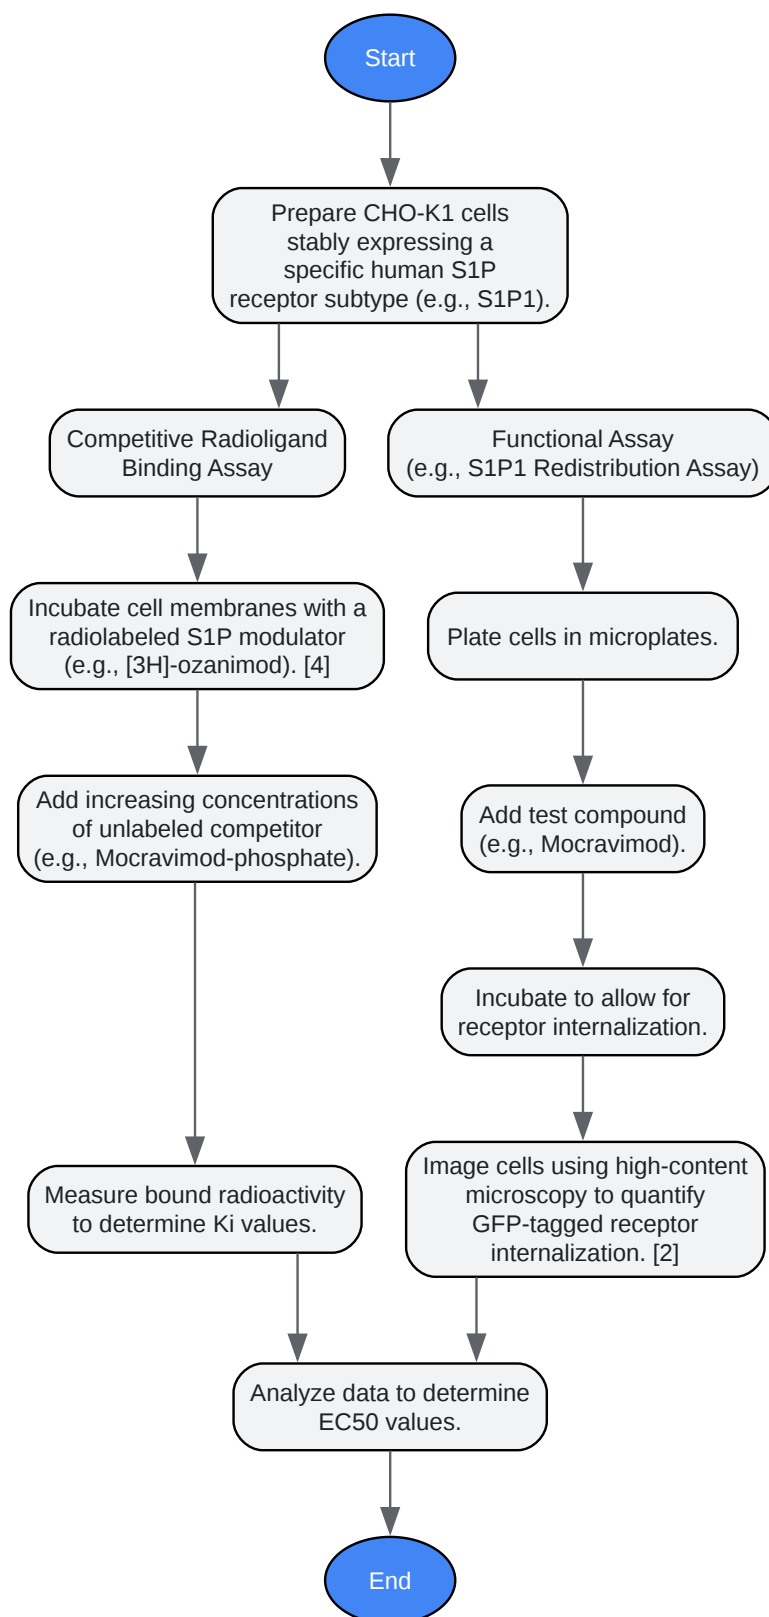 Start
Prepare CHO-K1 cells
stably expressing a
specific human S1P
receptor subtype (e.g., S1P1).
Competitive Radioligand
Binding Assay
Functional Assay
(e.g., S1P1 Redistribution Assay)
Incubate cell membranes with a
radiolabeled S1P modulator
(e.g., [3H]-ozanimod). [4]
Plate cells in microplates.
Add increasing concentrations
of unlabeled competitor
(e.g., Mocravimod-phosphate).
Add test compound
(e.g., Mocravimod).
Incubate to allow for
receptor internalization.
Measure bound radioactivity
to determine Ki values.
Image cells using high-content
microscopy to quantify
GFP-tagged receptor
internalization. [2]
Analyze data to determine
EC50 values.
End